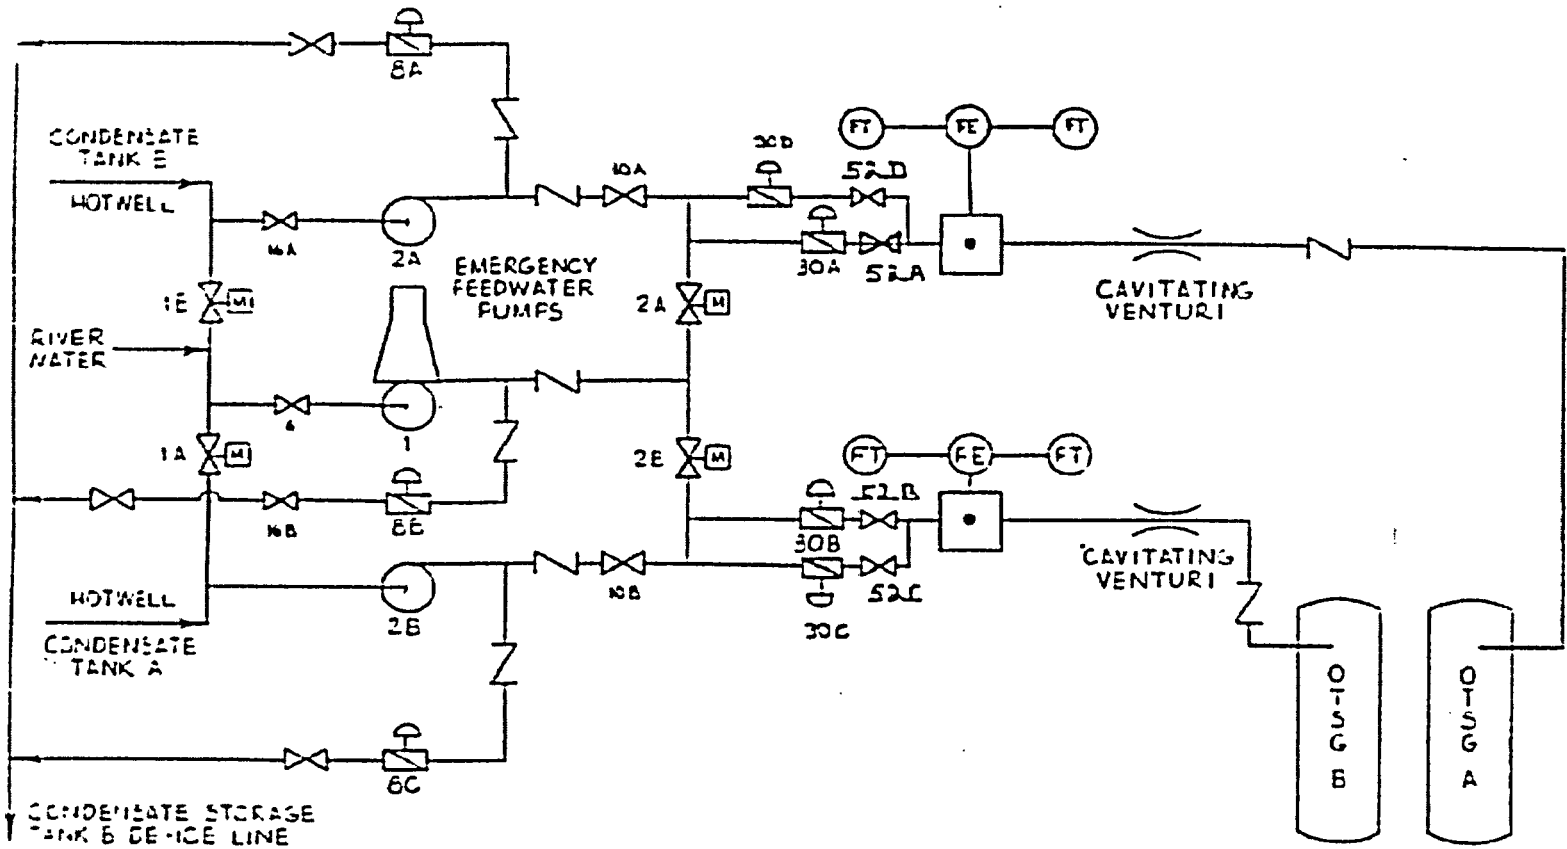 8A
CONDENSATE
TANK B
HOTWELL
16A
2A
10A
30D
52D
30A
52A
FT
FE
FT
EMERGENCY
FEEDWATER
PUMPS
1B
M
2A
M
CAVITATING
VENTURI
RIVER
WATER
6
1
1A
M
2B
M
FT
FE
FT
16B
8B
52B
30B
52C
30C
CAVITATING
VENTURI
10B
2B
HOTWELL
CONDENSATE
TANK A
8C
OTSG B
OTSG A
CONDENSATE STORAGE
TANK B DE-ICE LINE